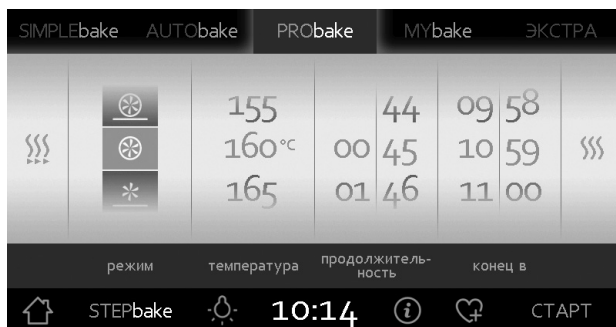 SIMPLEbake AUTObake PRObake MYbake ЭКСТРА
155 44 09 58
160°C 00 45 10 59
165 01 46 11 00
режим температура продолжитель-
ность конец в
STEPbake 10:14 i СТАРТ